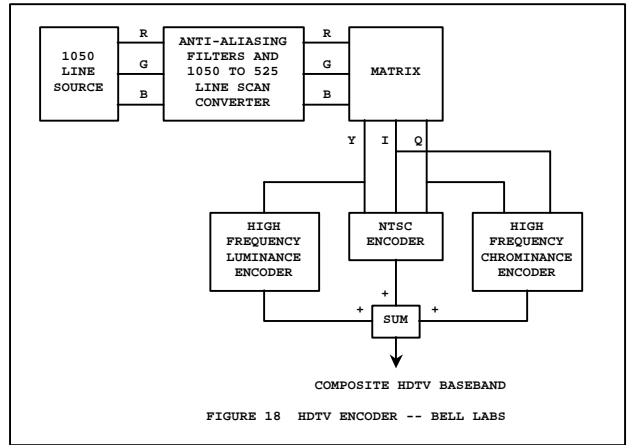 1050
LINE
SOURCE
R
G
B
ANTI-ALIASING
FILTERS AND
1050 TO 525
LINE SCAN
CONVERTER
R
G
B
MATRIX
Y I Q
HIGH
FREQUENCY
LUMINANCE
ENCODER
NTSC
ENCODER
HIGH
FREQUENCY
CHROMINANCE
ENCODER
+
+ +
SUM
COMPOSITE HDTV BASEBAND
FIGURE 18 HDTV ENCODER -- BELL LABS